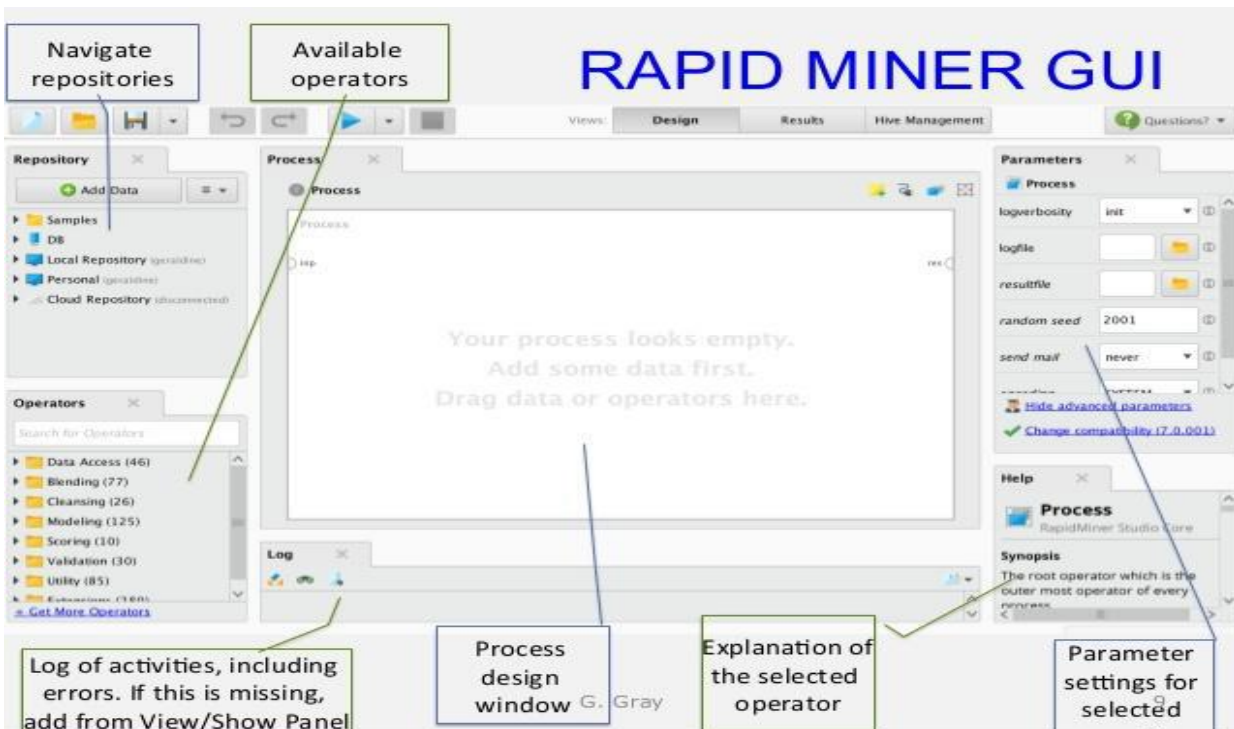 Navigate
repositories
Available
operators
RAPID MINER GUI
Views:
Design
Results
Hive Management
Questions?
Repository
Add Data
Samples
DB
Local Repository (geraldine)
Personal (geraldine)
Cloud Repository (disconnected)
Operators
Search for Operators
Data Access (46)
Blending (77)
Cleansing (26)
Modeling (125)
Scoring (10)
Validation (30)
Utility (85)
Get More Operators
Process
Process
Process
inp
res
Your process looks empty.
Add some data first.
Drag data or operators here.
Log
Parameters
Process
logverbosity
init
logfile
resultfile
random seed
2001
send mail
never
Hide advanced parameters
Change compatibility (7.0.001)
Help
Process
RapidMiner Studio Core
Synopsis
The root operator which is the
outer most operator of every
process
Log of activities, including
errors. If this is missing,
add from View/Show Panel
Process
design
window
G. Gray
Explanation of
the selected
operator
Parameter
settings for
selected
9